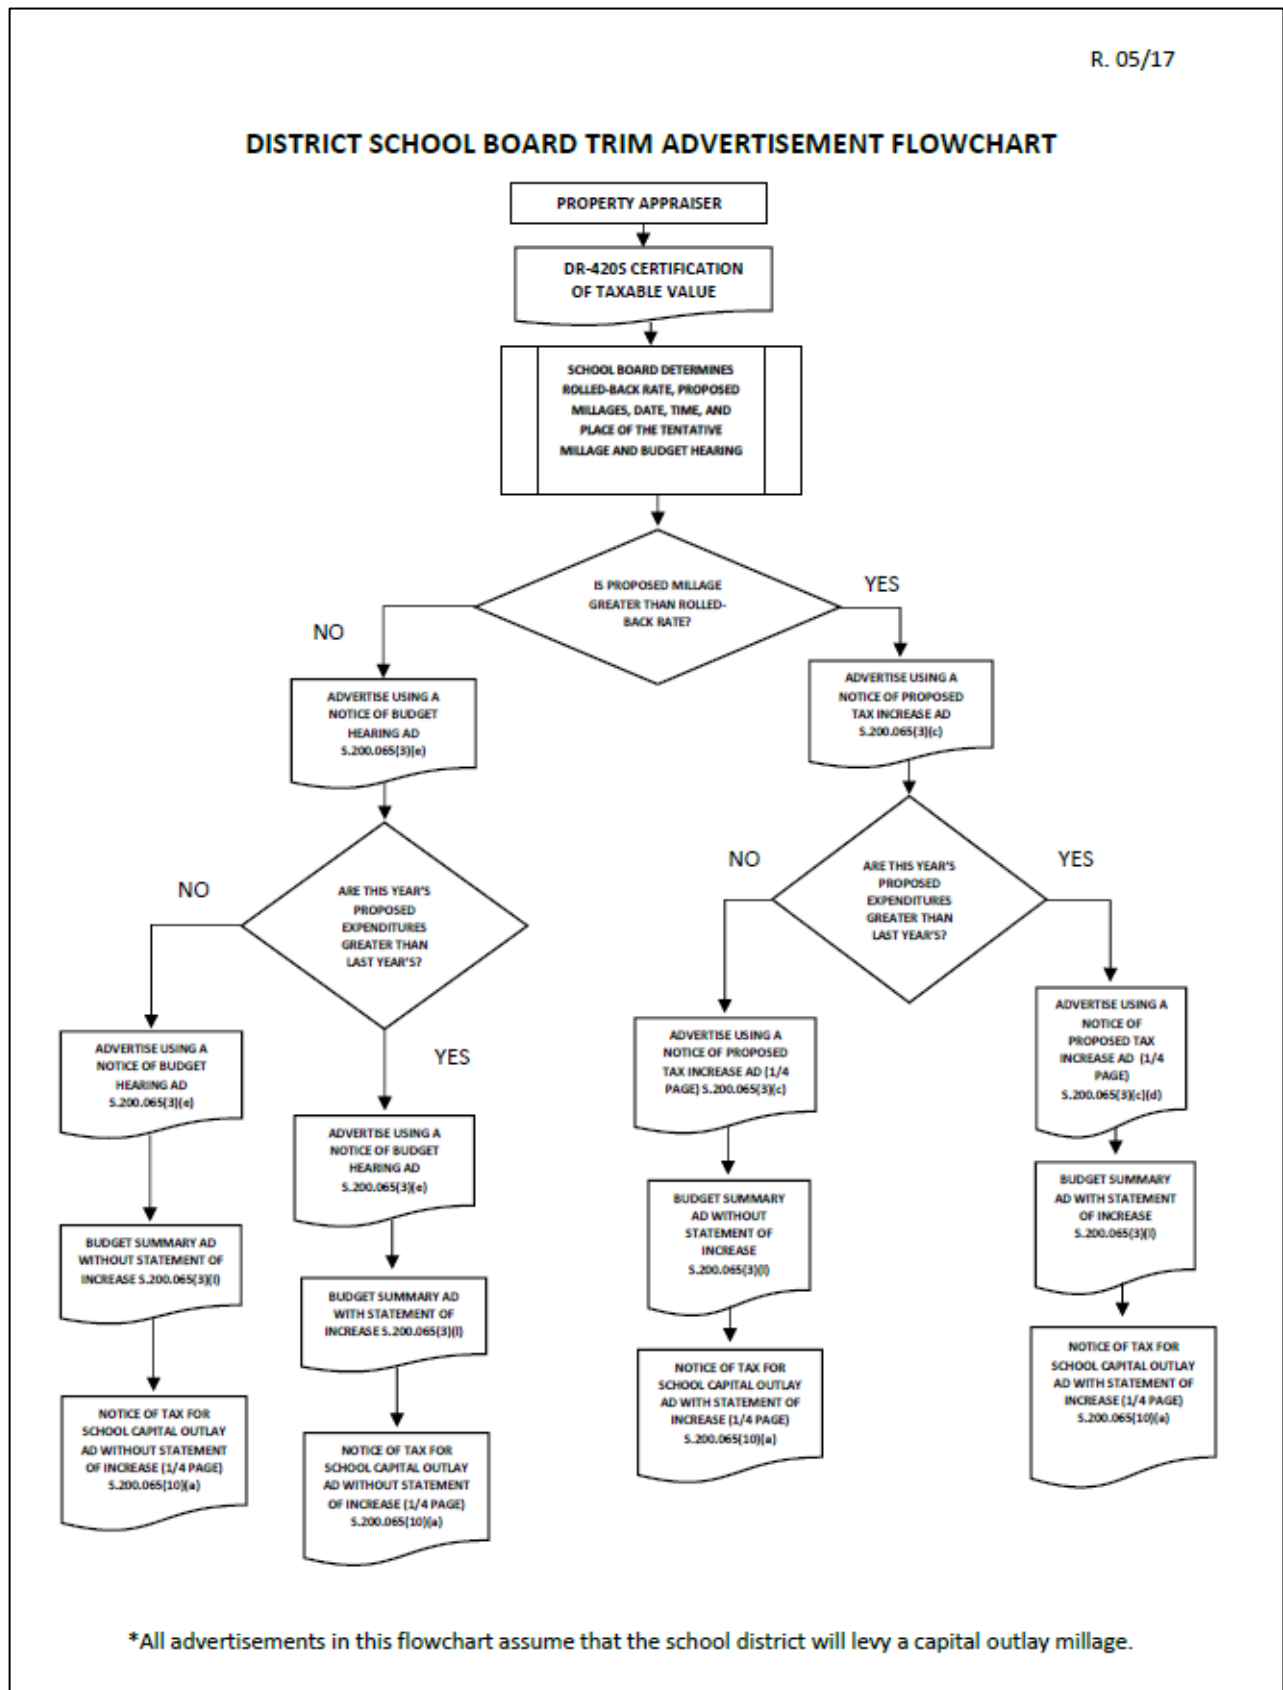 R. 05/17
DISTRICT SCHOOL BOARD TRIM ADVERTISEMENT FLOWCHART
PROPERTY APPRAISER
DR-420S CERTIFICATION
OF TAXABLE VALUE
SCHOOL BOARD DETERMINES
ROLLED-BACK RATE, PROPOSED
MILLAGES, DATE, TIME, AND
PLACE OF THE TENTATIVE
MILLAGE AND BUDGET HEARING
IS PROPOSED MILLAGE
GREATER THAN ROLLED-
BACK RATE?
YES
NO
ADVERTISE USING A
NOTICE OF BUDGET
HEARING AD
S.200.065(3)(e)
ADVERTISE USING A
NOTICE OF PROPOSED
TAX INCREASE AD
S.200.065(3)(c)
NO
ARE THIS YEAR'S
PROPOSED
EXPENDITURES
GREATER THAN
LAST YEAR'S?
YES
NO
ARE THIS YEAR'S
PROPOSED
EXPENDITURES
GREATER THAN
LAST YEAR'S?
YES
ADVERTISE USING A
NOTICE OF BUDGET
HEARING AD
S.200.065(3)(e)
BUDGET SUMMARY AD
WITHOUT STATEMENT OF
INCREASE S.200.065(3)(l)
NOTICE OF TAX FOR
SCHOOL CAPITAL OUTLAY
AD WITHOUT STATEMENT
OF INCREASE (1/4 PAGE)
S.200.065(10)(a)
ADVERTISE USING A
NOTICE OF BUDGET
HEARING AD
S.200.065(3)(e)
BUDGET SUMMARY AD
WITH STATEMENT OF
INCREASE S.200.065(3)(l)
NOTICE OF TAX FOR
SCHOOL CAPITAL OUTLAY
AD WITHOUT STATEMENT
OF INCREASE (1/4 PAGE)
S.200.065(10)(a)
ADVERTISE USING A
NOTICE OF PROPOSED
TAX INCREASE AD (1/4
PAGE) S.200.065(3)(c)
BUDGET SUMMARY
AD WITHOUT
STATEMENT OF
INCREASE
S.200.065(3)(l)
NOTICE OF TAX FOR
SCHOOL CAPITAL OUTLAY
AD WITH STATEMENT OF
INCREASE (1/4 PAGE)
S.200.065(10)(a)
ADVERTISE USING A
NOTICE OF
PROPOSED TAX
INCREASE AD (1/4
PAGE)
S.200.065(3)(c)(d)
BUDGET SUMMARY
AD WITH STATEMENT
OF INCREASE
S.200.065(3)(l)
NOTICE OF TAX FOR
SCHOOL CAPITAL OUTLAY
AD WITH STATEMENT OF
INCREASE (1/4 PAGE)
S.200.065(10)(a)
*All advertisements in this flowchart assume that the school district will levy a capital outlay millage.